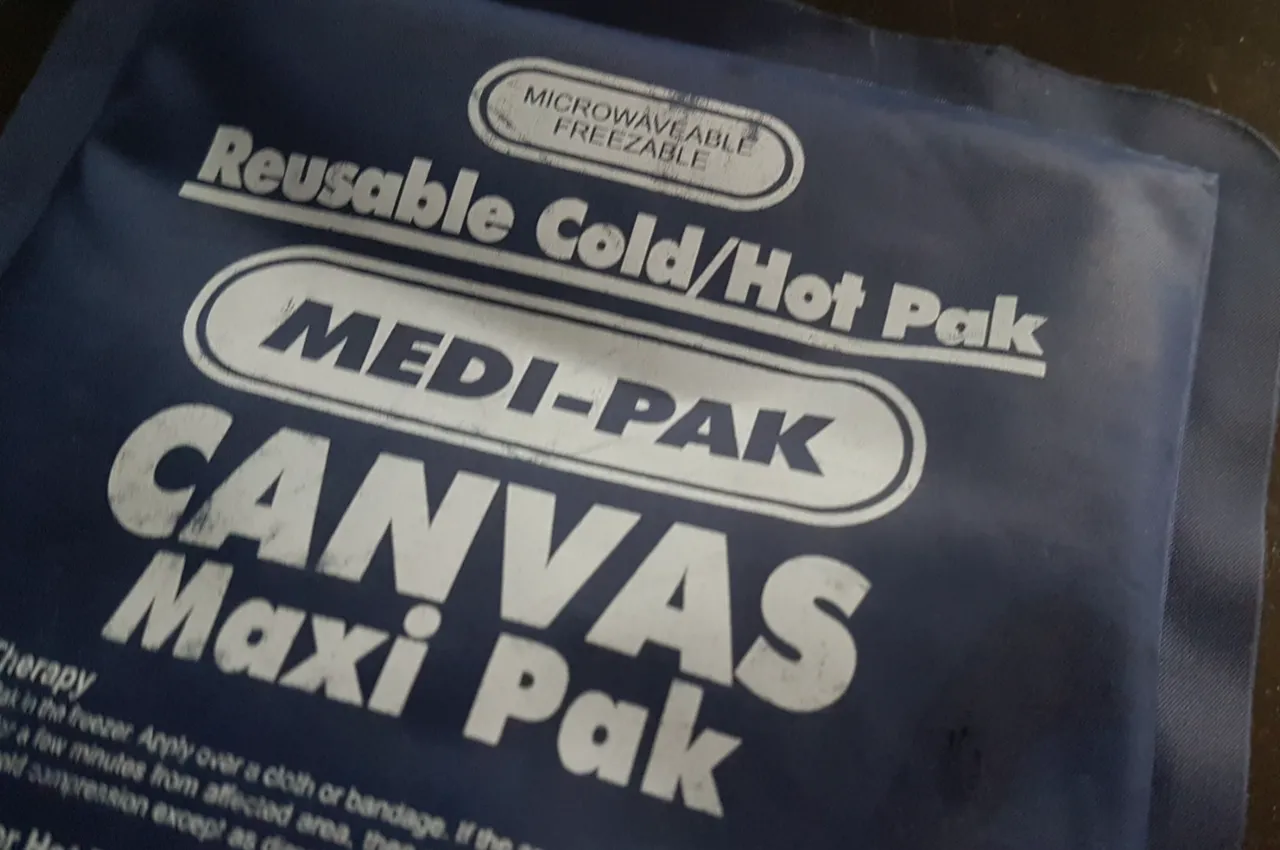 MICROWAVEABLE
FREEZABLE
Reusable Cold/Hot Pak
MEDI-PAK
CANVAS
Maxi Pak
Therapy
in the freezer. Apply over a cloth or bandage. If the
a few minutes from affected area, then
compression except as